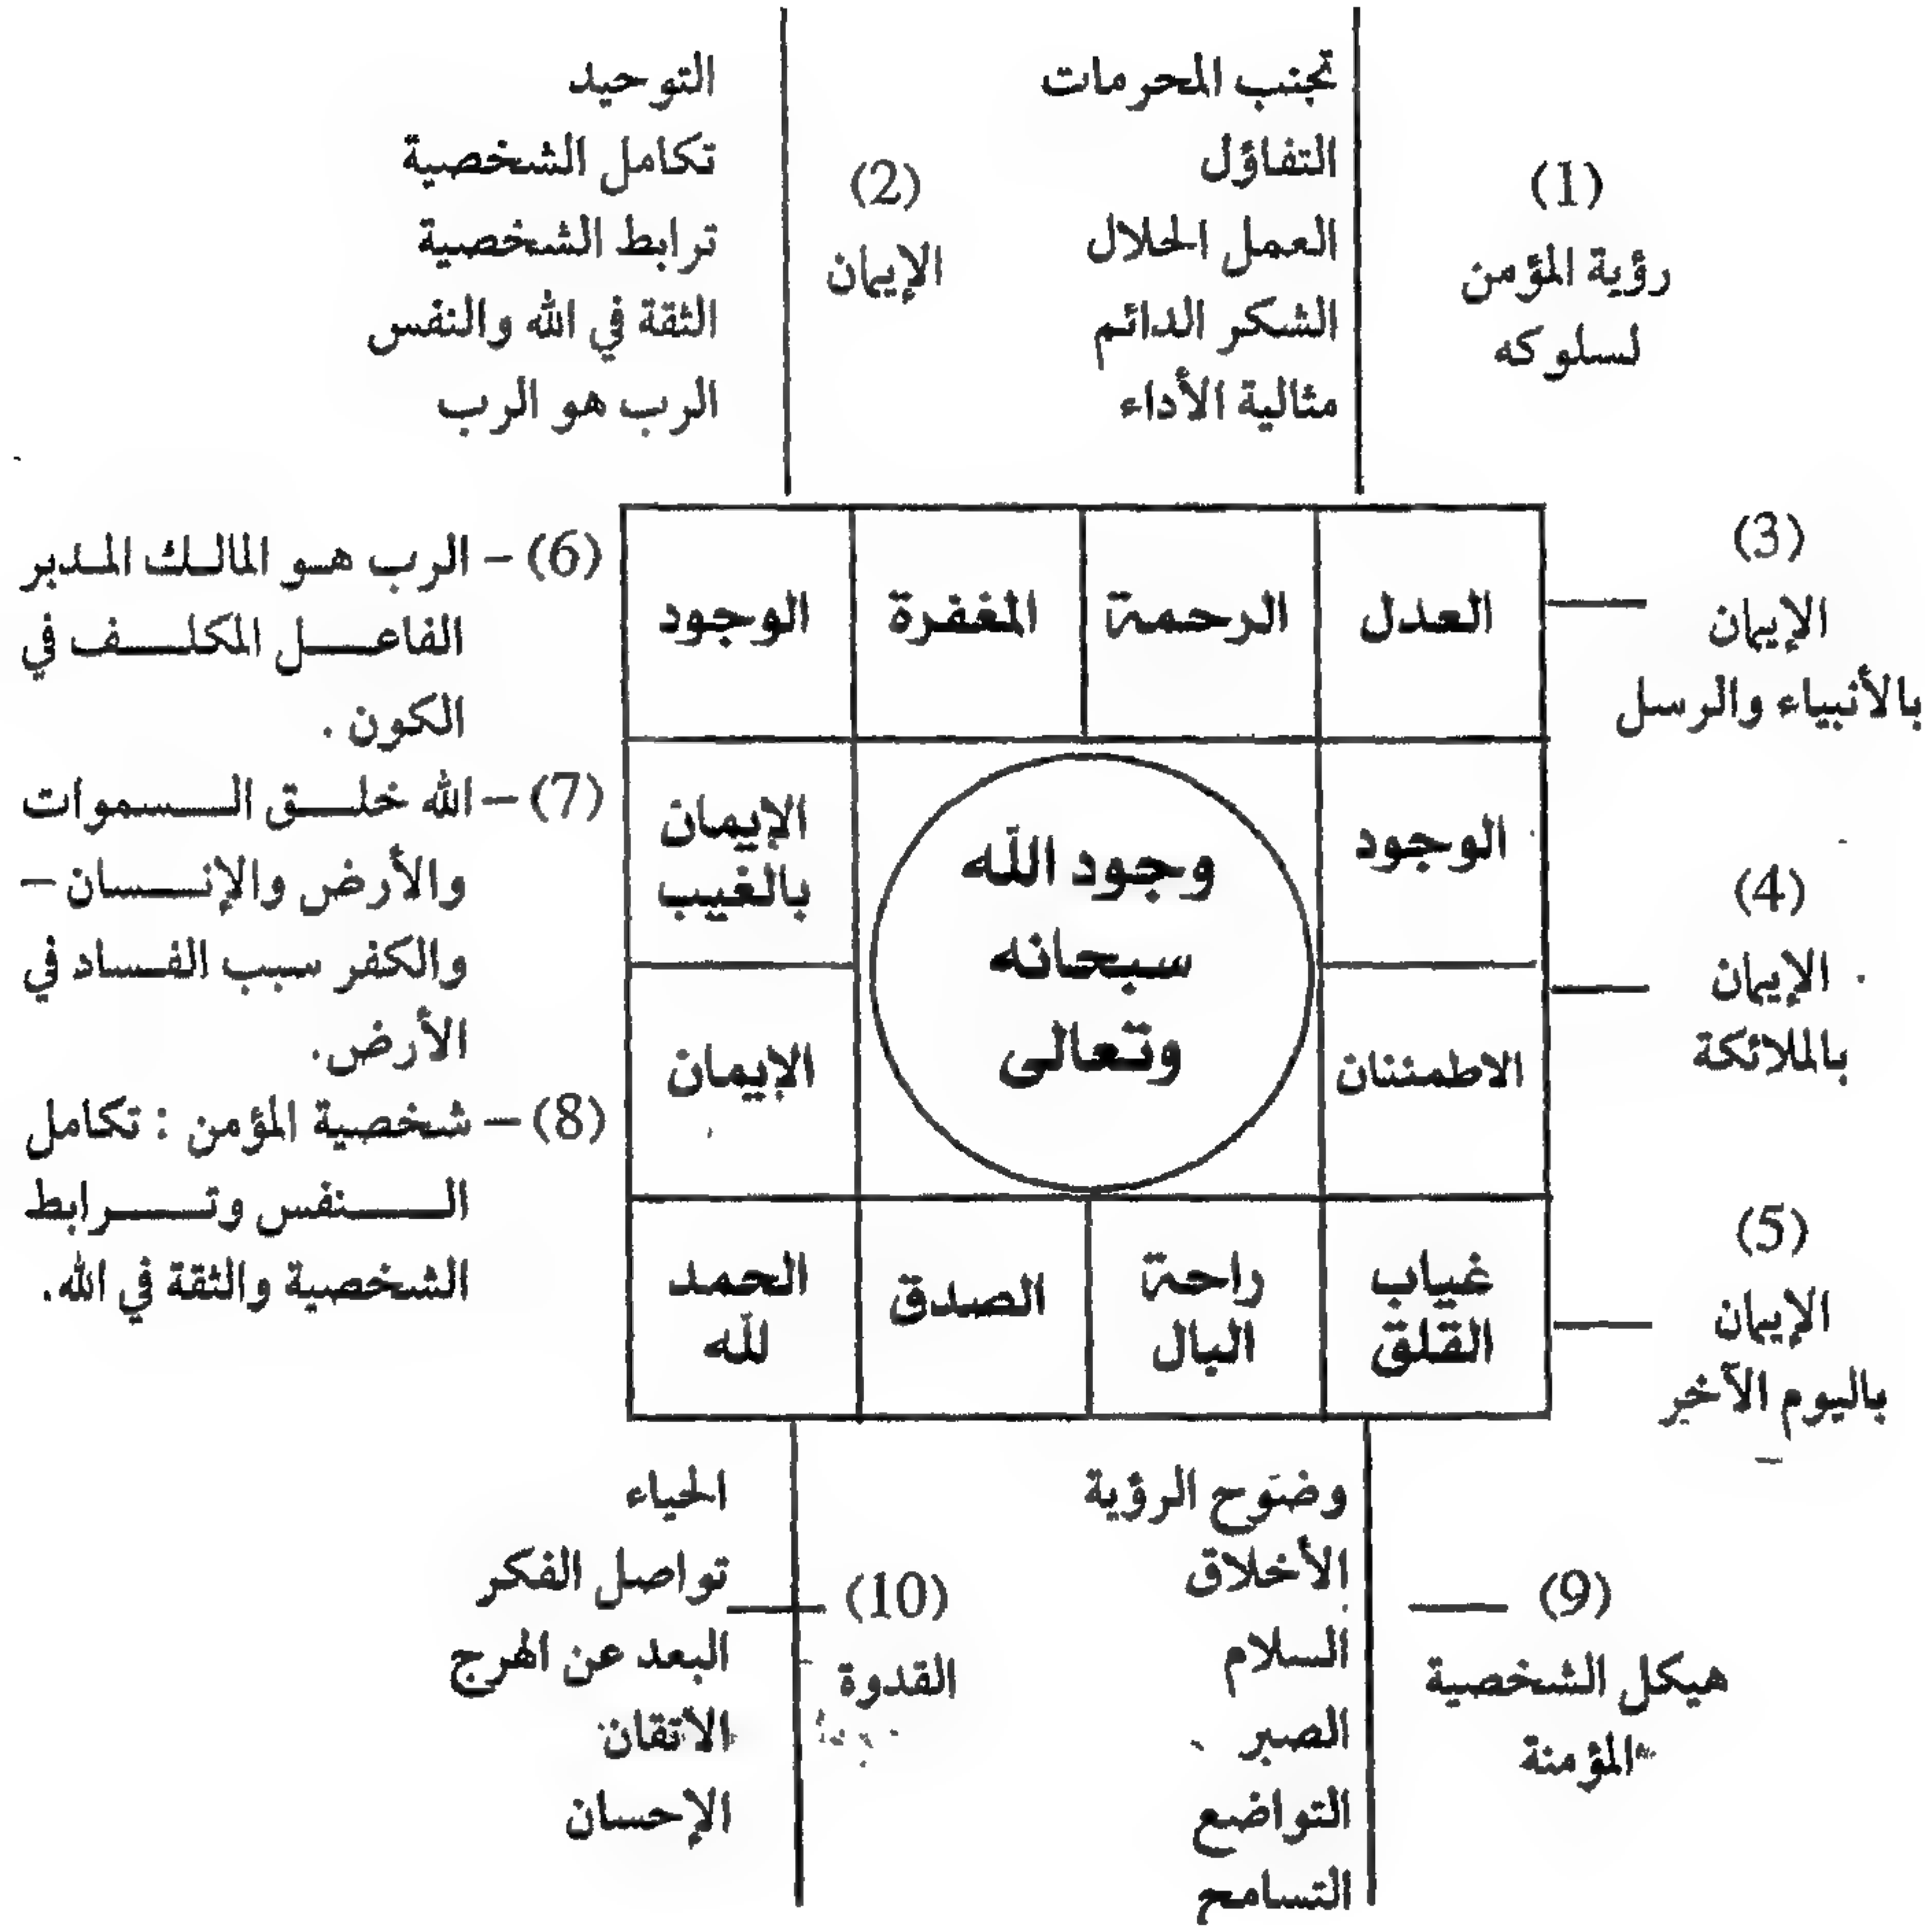 (1)
رؤية المؤمن
لسلوكه
تجنب المحرمات
التفاؤل
العمل الحلال
الشكر الدائم
مثالية الأداء
(2)
الإيمان
التوحيد
تكامل الشخصية
ترابط الشخصية
الثقة في الله والنفس
الرب هو الرب
(3)
الإيمان
بالأنبياء والرسل
(4)
الإيمان
بالملائكة
(5)
الإيمان
باليوم الآخر
العدل
الرحمة
المغفرة
الوجود
الوجود
الإيمان
بالغيب
وجود الله
سبحانه
وتعالى
الاطمئنان
الإيمان
غياب
القلق
راحة
البال
الصدق
الحمد
لله
(6) – الرب هو المالك المدبر
الفاعل المكلف في
الكون .
(7) – الله خلق السموات
والأرض والإنسان –
والكفر سبب الفساد في
الأرض.
(8) – شخصية المؤمن : تكامل
النفس وترابط
الشخصية والثقة في الله.
(9)
هيكل الشخصية
المؤمنة
وضوح الرؤية
الأخلاق
السلام
الصبر
التواضع
التسامح
(10)
القدوة
الحياء
تواصل الفكر
البعد عن الهرج
الاتقان
الإحسان